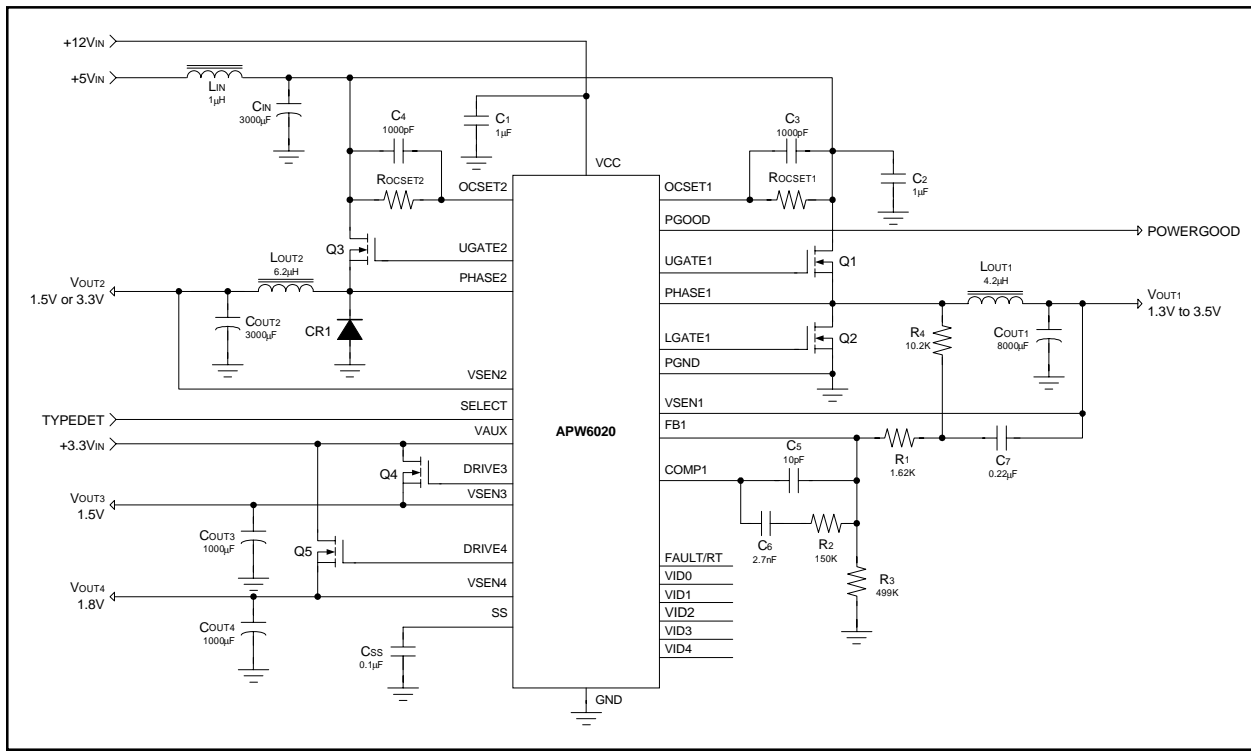 +12VIN
+5VIN
LIN
1µH
CIN
3000µF
C4
1000pF
ROCSET2
C1
1µF
VCC
C3
1000pF
ROCSET1
C2
1µF
OCSET2
OCSET1
PGOOD
POWERGOOD
Q3
UGATE2
UGATE1
Q1
LOUT2
6.2µH
PHASE2
PHASE1
LOUT1
4.2µH
VOUT2
1.5V or 3.3V
VOUT1
1.3V to 3.5V
COUT2
3000µF
CR1
LGATE1
Q2
R4
10.2K
COUT1
8000µF
PGND
VSEN2
VSEN1
SELECT
TYPEDET
FB1
VAUX
+3.3VIN
APW6020
R1
1.62K
C7
0.22µF
Q4
DRIVE3
VSEN3
COMP1
C5
10pF
VOUT3
1.5V
C6
2.7nF
R2
150K
COUT3
1000µF
Q5
DRIVE4
FAULT/RT
VID0
VID1
VID2
VID3
VID4
R3
499K
VSEN4
VOUT4
1.8V
SS
COUT4
1000µF
CSS
0.1µF
GND